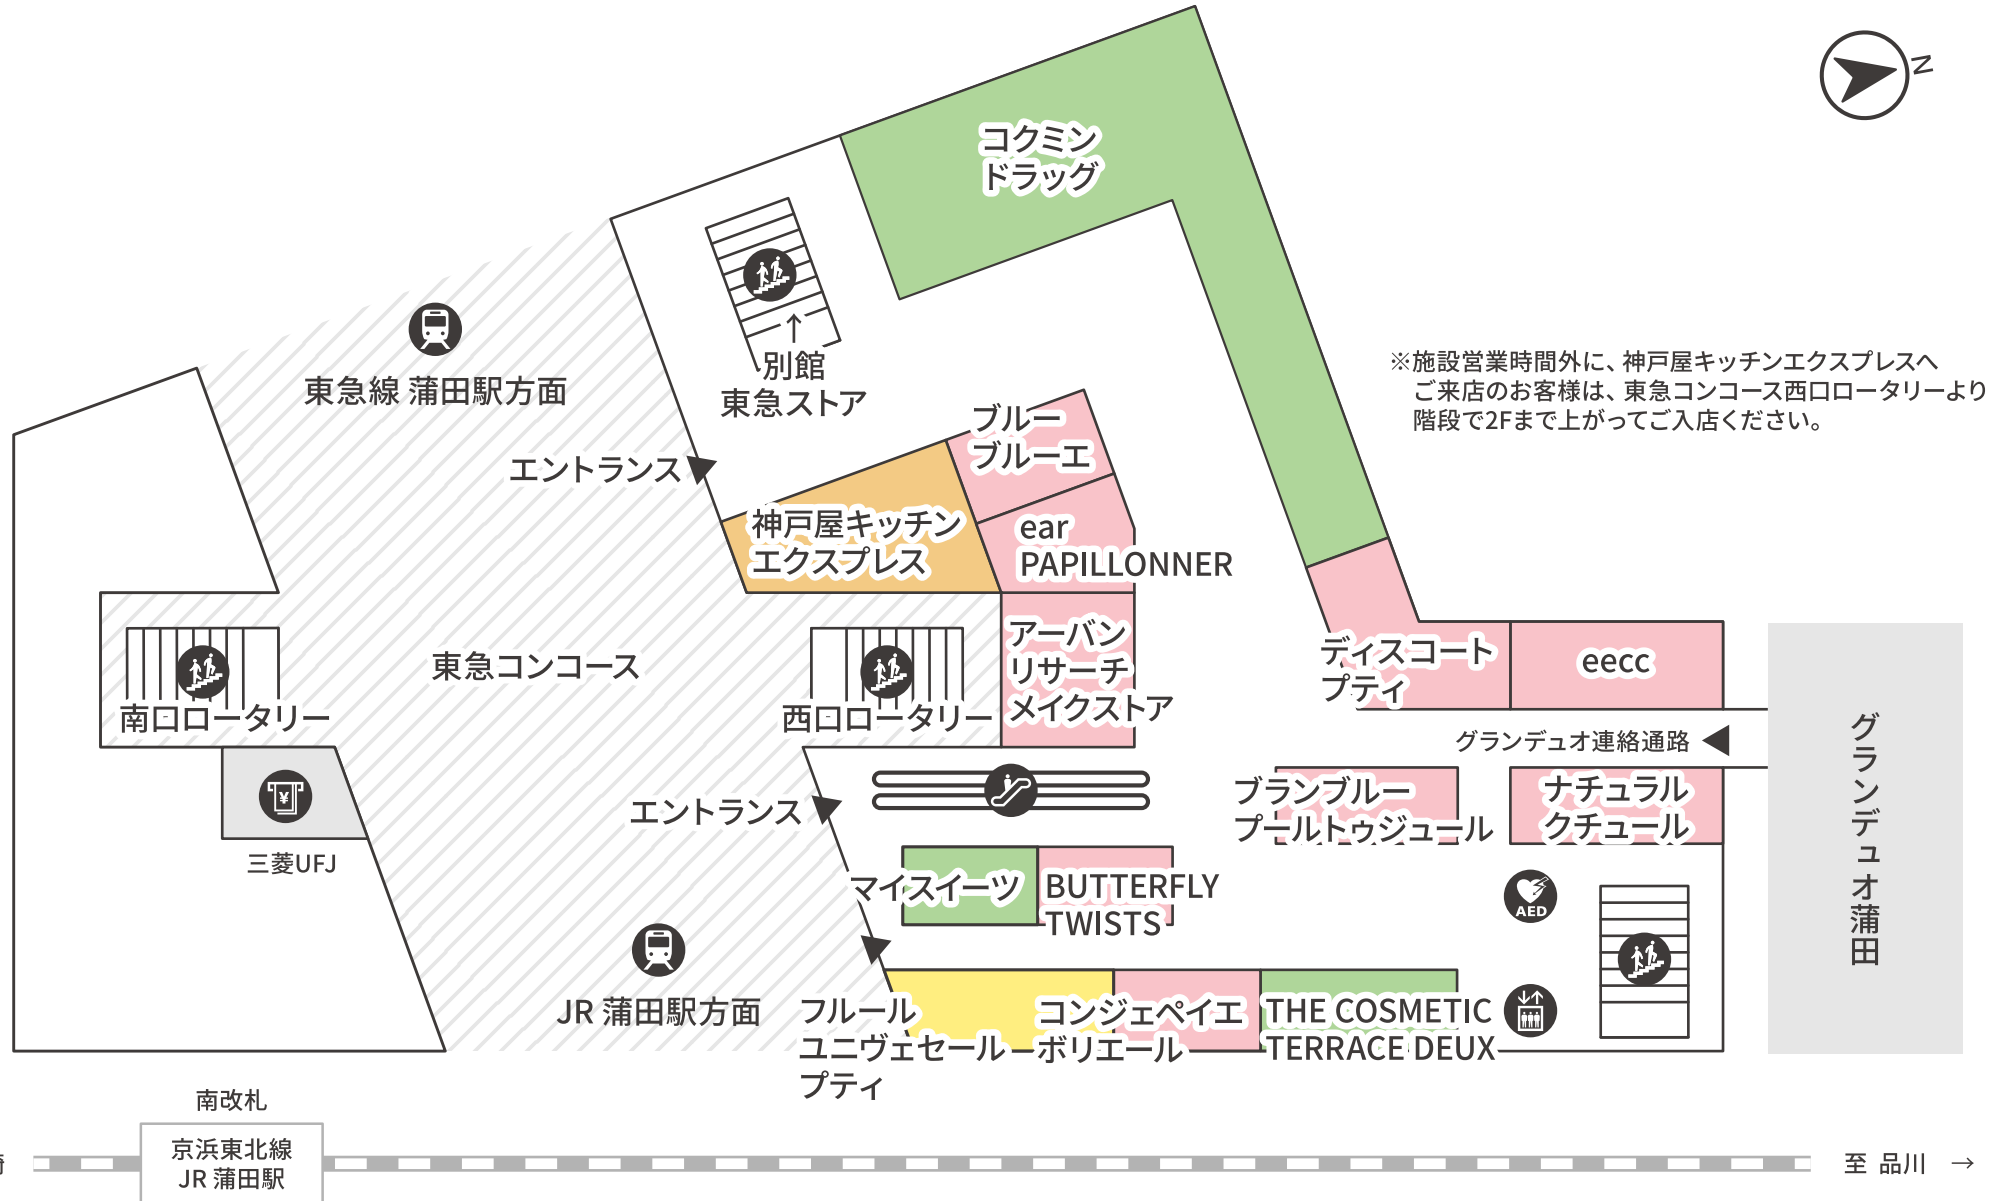 N
コクミン
ドラッグ
※施設営業時間外に、神戸屋キッチンエクスプレスへ
ご来店のお客様は、東急コンコース西口ロータリーより
階段で2Fまで上がってご入店ください。
東急線 蒲田駅方面
↑
別館
東急ストア
エントランス
ブルー
ブルーエ
神戸屋キッチン
エクスプレス
ear
PAPILLONNER
アーバン
リサーチ
メイクストア
ディスコート
プティ
eecc
東急コンコース
南口ロータリー
西口ロータリー
グランデュオ連絡通路
グランデュオ蒲田
¥
三菱UFJ
エントランス
ブランブルー
プールトゥジュール
ナチュラル
クチュール
マイスイーツ
BUTTERFLY
TWISTS
AED
JR 蒲田駅方面
フルール
ユニヴェセール
プティ
コンジェペイエ
ボリエール
THE COSMETIC
TERRACE DEUX
南改札
京浜東北線
JR 蒲田駅
至 品川 →